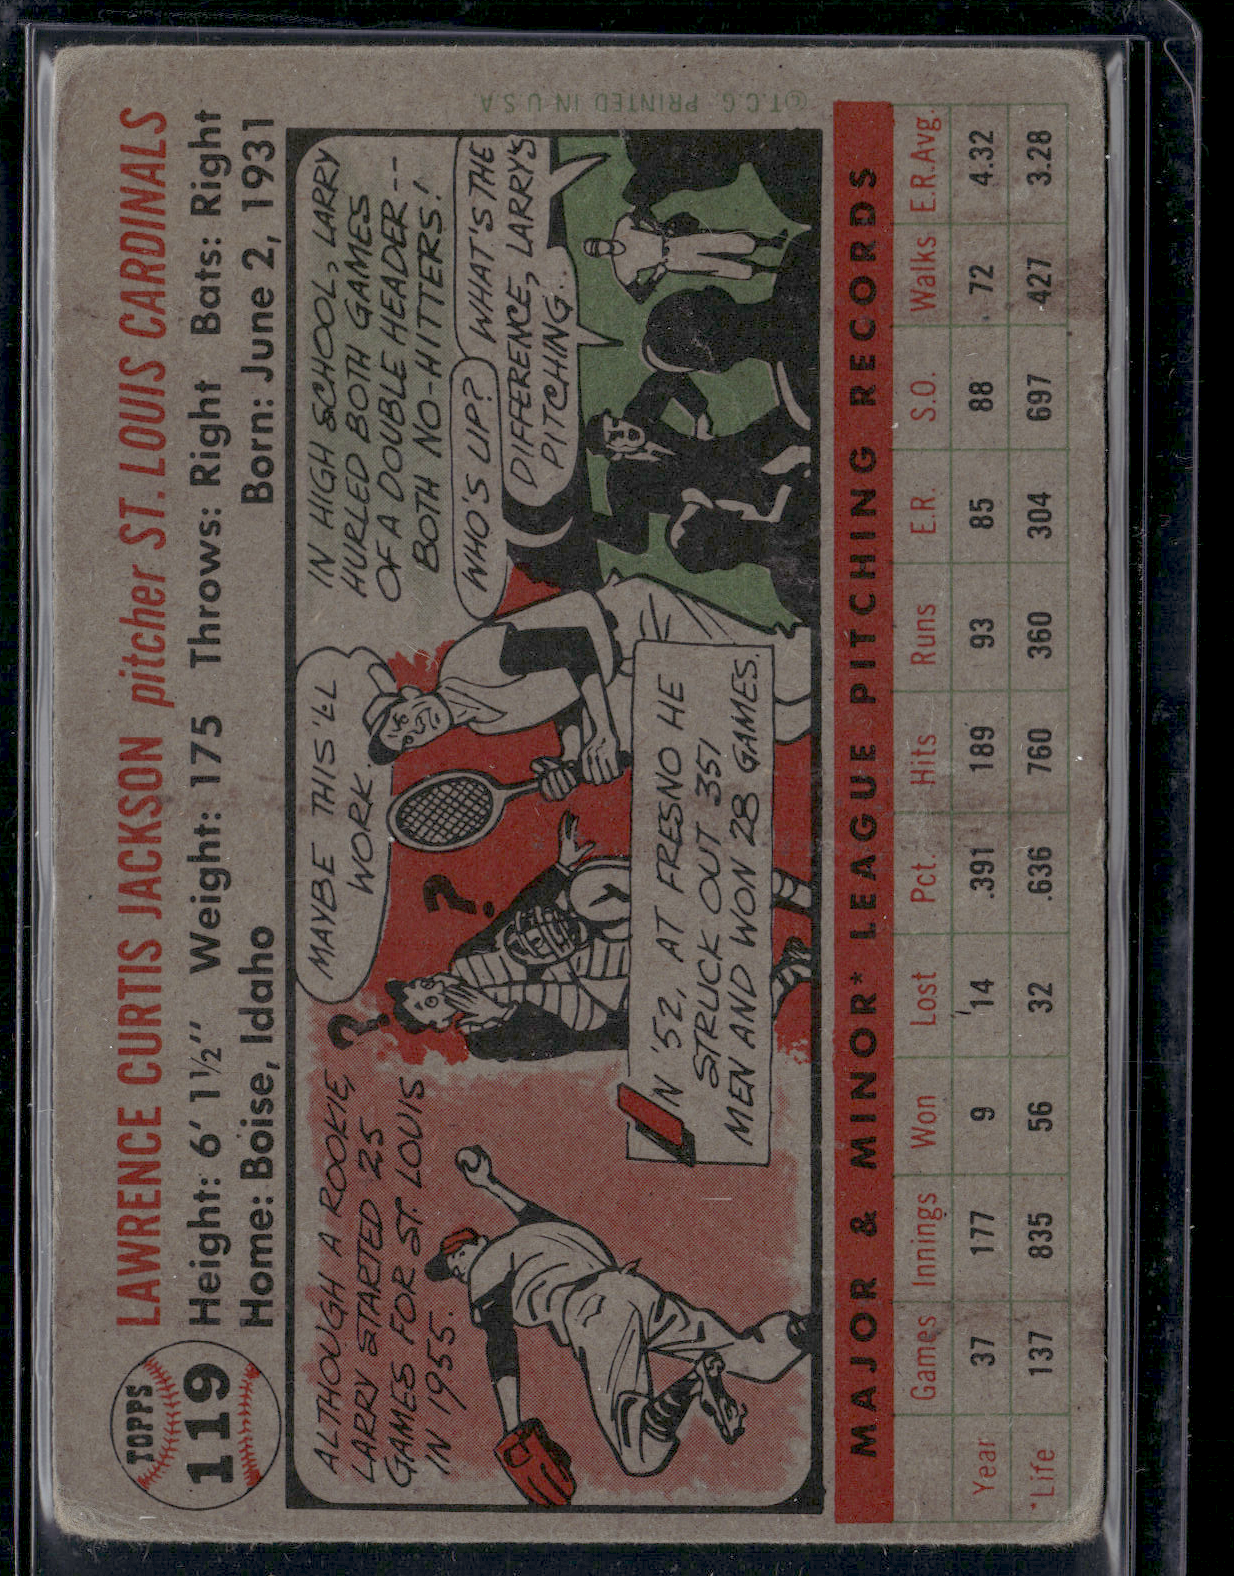 TOPPS
119
LAWRENCE CURTIS JACKSON pitcher ST. LOUIS CARDINALS
Height: 6' 1½" Weight: 175 Throws: Right Bats: Right
Home: Boise, Idaho Born: June 2, 1931
ALTHOUGH A ROOKIE,
LARRY STARTED 25
GAMES FOR ST. LOUIS
IN 1955.
MAYBE THIS'LL
WORK
?
?
IN '52, AT FRESNO HE
STRUCK OUT 351
MEN AND WON 28 GAMES.
IN HIGH SCHOOL, LARRY
HURLED BOTH GAMES
OF A DOUBLE HEADER --
BOTH NO-HITTERS!
WHO'S UP?
WHAT'S THE
DIFFERENCE, LARRY'S
PITCHING..
©T.C.G. PRINTED IN U S A
MAJOR & MINOR* LEAGUE PITCHING RECORDS
Games Innings Won Lost Pct. Hits Runs E.R. S.O. Walks E.R.Avg.
Year 37 177 9 14 .391 189 93 85 88 72 4.32
*Life 137 835 56 32 .636 760 360 304 697 427 3.28